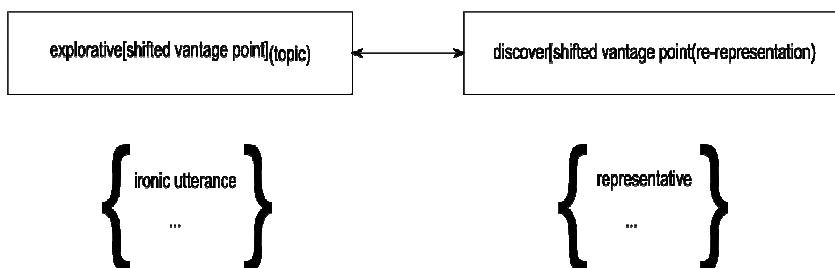 explorative[shifted vantage point](topic)
discover[shifted vantage point(re-representation)
{ ironic utterance
... }
{ representative
... }